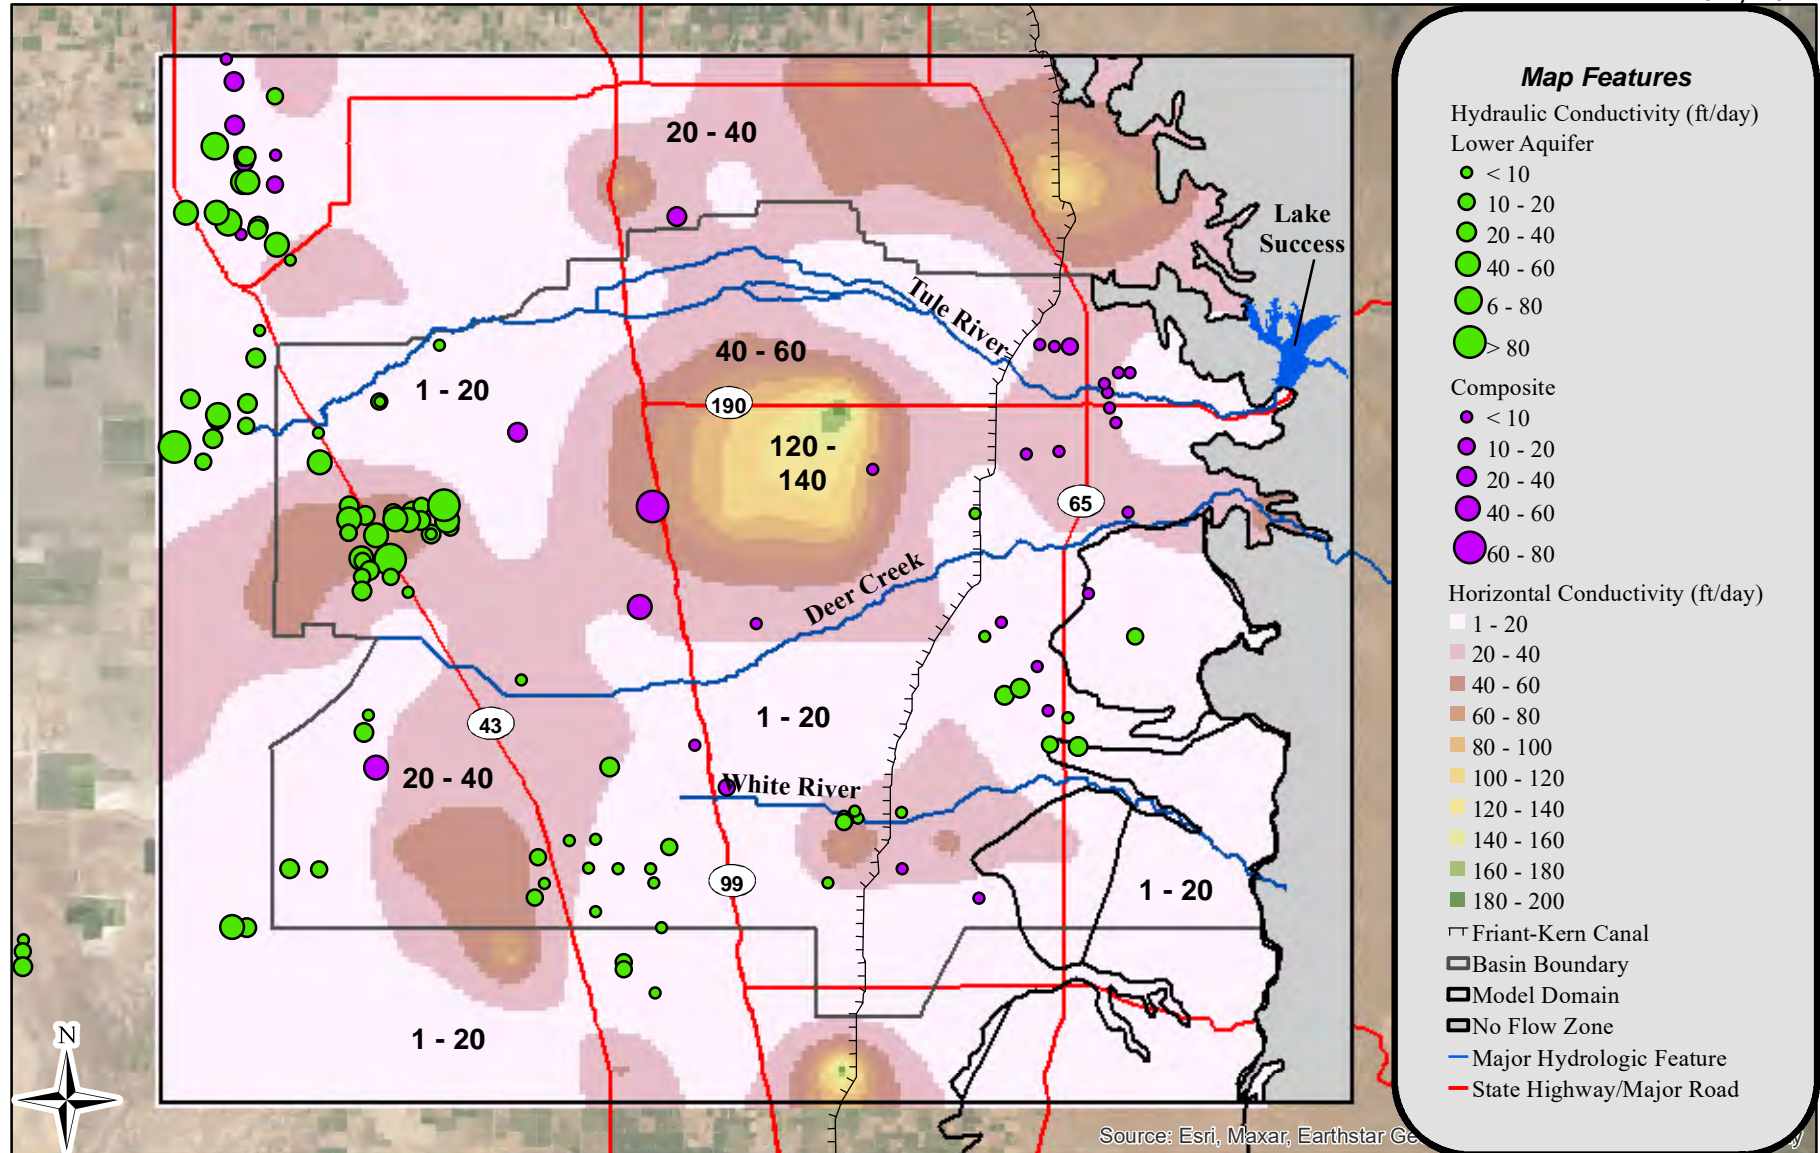 Map Features
Hydraulic Conductivity (ft/day)
Lower Aquifer
< 10
10 - 20
20 - 40
40 - 60
6 - 80
> 80
Composite
< 10
10 - 20
20 - 40
40 - 60
60 - 80
Horizontal Conductivity (ft/day)
1 - 20
20 - 40
40 - 60
60 - 80
80 - 100
100 - 120
120 - 140
140 - 160
160 - 180
180 - 200
Friant-Kern Canal
Basin Boundary
Model Domain
No Flow Zone
Major Hydrologic Feature
State Highway/Major Road
20 - 40
Lake
Success
Tule River
40 - 60
1 - 20
190
120 -
140
65
Deer Creek
1 - 20
43
20 - 40
White River
99
1 - 20
1 - 20
N
Source: Esri, Maxar, Earthstar